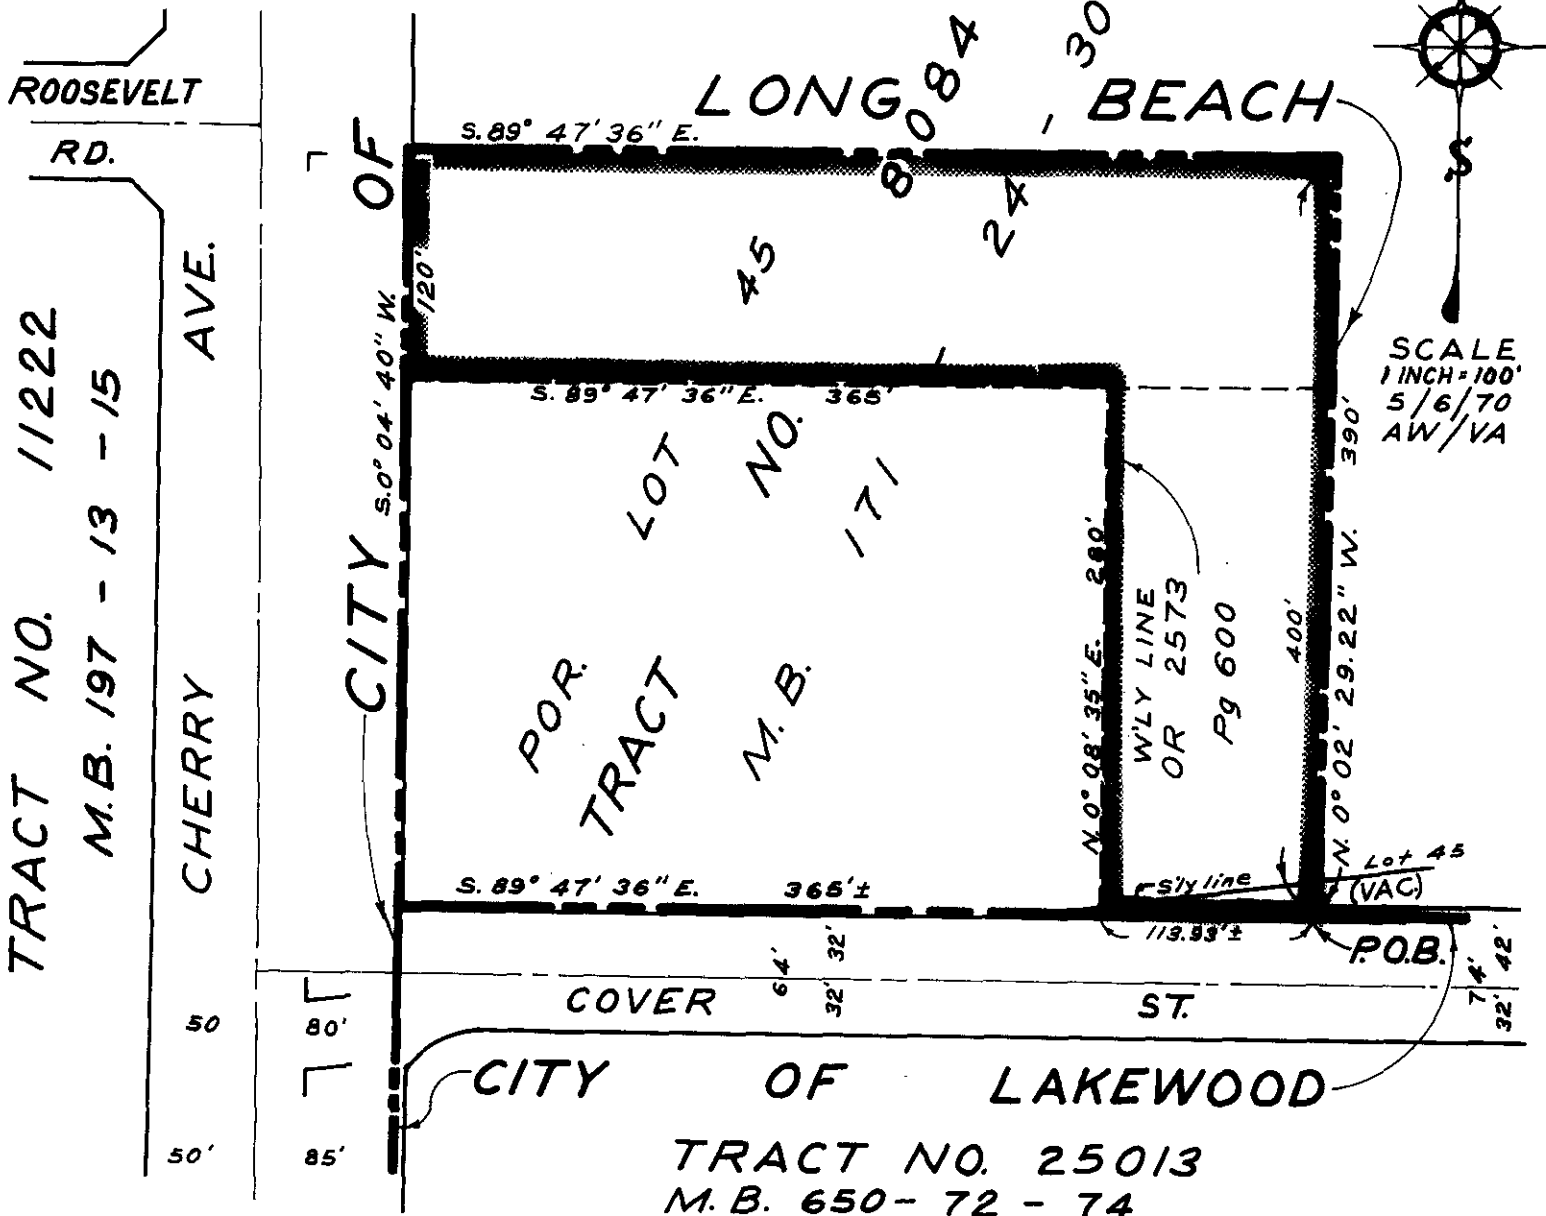 ROOSEVELT
RD.
LONG BEACH
S. 89° 47' 36" E.
CITY OF
120'
S. 0° 04' 40" W.
S
SCALE
1 INCH = 100'
5/6/70
AW/VA
TRACT NO. 11222
M.B. 197 - 13 - 15
CHERRY AVE.
S. 89° 47' 36" E. 365'
POR. LOT 45
TRACT NO. 8084
M.B. 171 - 24 - 30
N. 0° 08' 35" E. 280'
W'LY LINE
OR 2573
Pg 600
400'
N. 0° 02' 29.22" W. 390'
S. 89° 47' 36" E. 365'±
S'ly line Lot 45
(VAC.)
113.93'±
P.O.B.
64'
32'
32'
74'
42'
32'
COVER ST.
50
80'
CITY OF LAKEWOOD
50'
85'
TRACT NO. 25013
M.B. 650 - 72 - 74